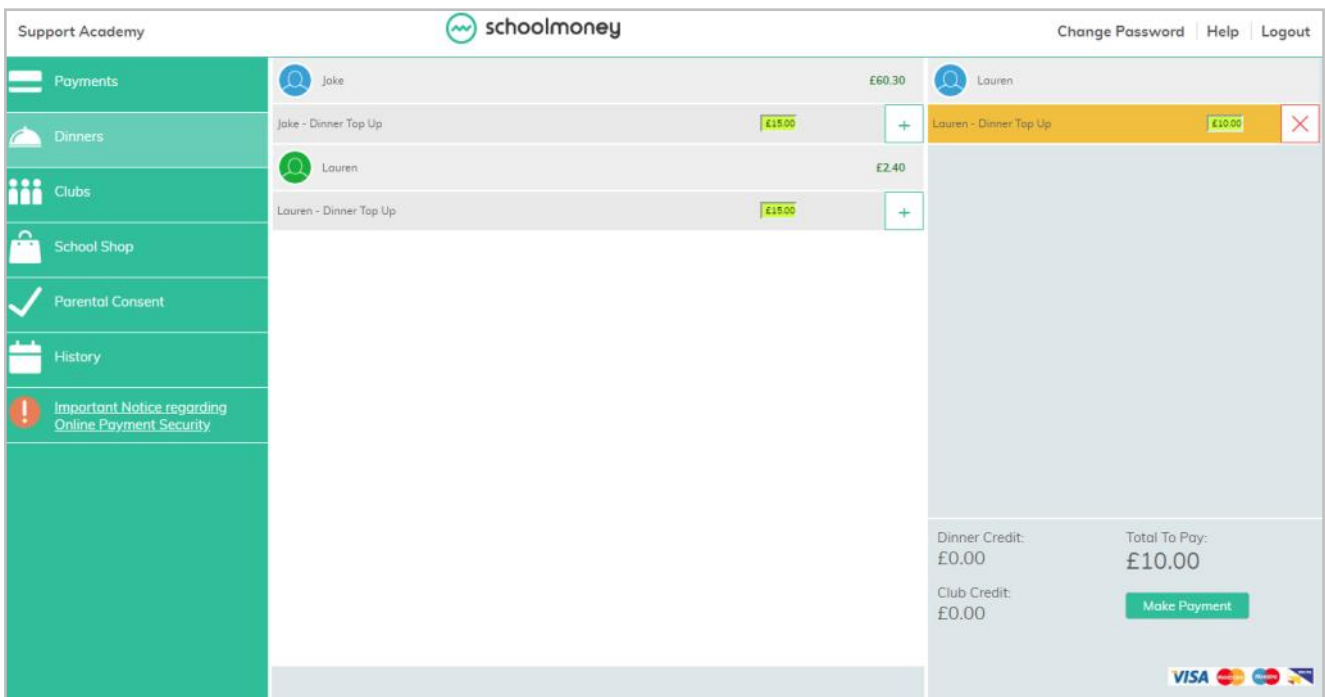 Support Academy
schoolmoney
Change Password
Help
Logout
Payments
Dinners
Clubs
School Shop
Parental Consent
History
Important Notice regarding
Online Payment Security
Jake
£60.30
Jake - Dinner Top Up
£15.00
+
Lauren
£2.40
Lauren - Dinner Top Up
£15.00
+
Lauren
Lauren - Dinner Top Up
£10.00
Dinner Credit:
£0.00
Total To Pay:
£10.00
Club Credit:
£0.00
Make Payment
VISA